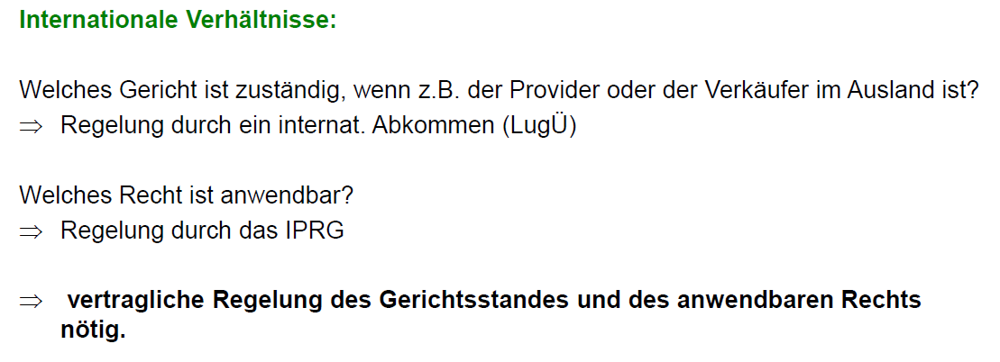 Internationale Verhältnisse:
Welches Gericht ist zuständig, wenn z.B. der Provider oder der Verkäufer im Ausland ist?
⇒ Regelung durch ein internat. Abkommen (LugÜ)
Welches Recht ist anwendbar?
⇒ Regelung durch das IPRG
⇒ vertragliche Regelung des Gerichtsstandes und des anwendbaren Rechts
nötig.